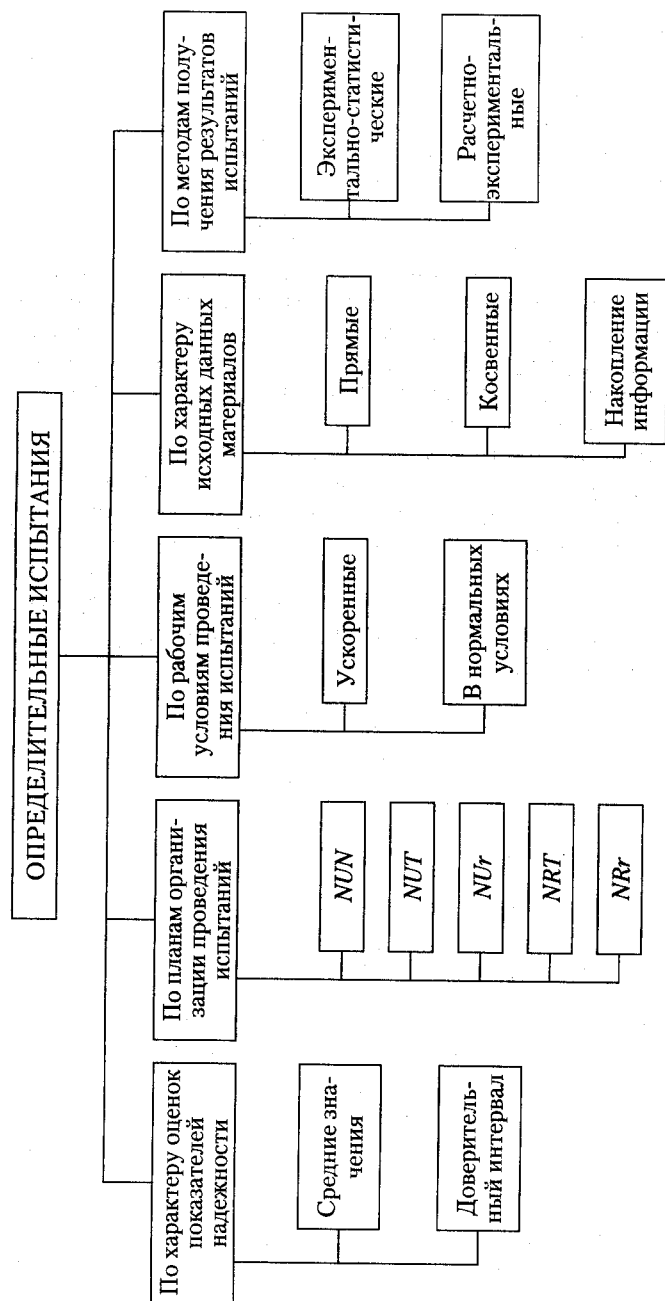 ОПРЕДЕЛИТЕЛЬНЫЕ ИСПЫТАНИЯ
По характеру оценок
показателей
надежности
Средние зна-
чения
Доверитель-
ный интервал
По планам органи-
зации проведения
испытаний
NUN
NUT
NUr
NRT
NRr
По рабочим
условиям проведе-
ния испытаний
Ускоренные
В нормальных
условиях
По характеру
исходных данных
материалов
Прямые
Косвенные
Накопление
информации
По методам полу-
чения результатов
испытаний
Эксперимен-
тально-статисти-
ческие
Расчетно-
эксперименталь-
ные